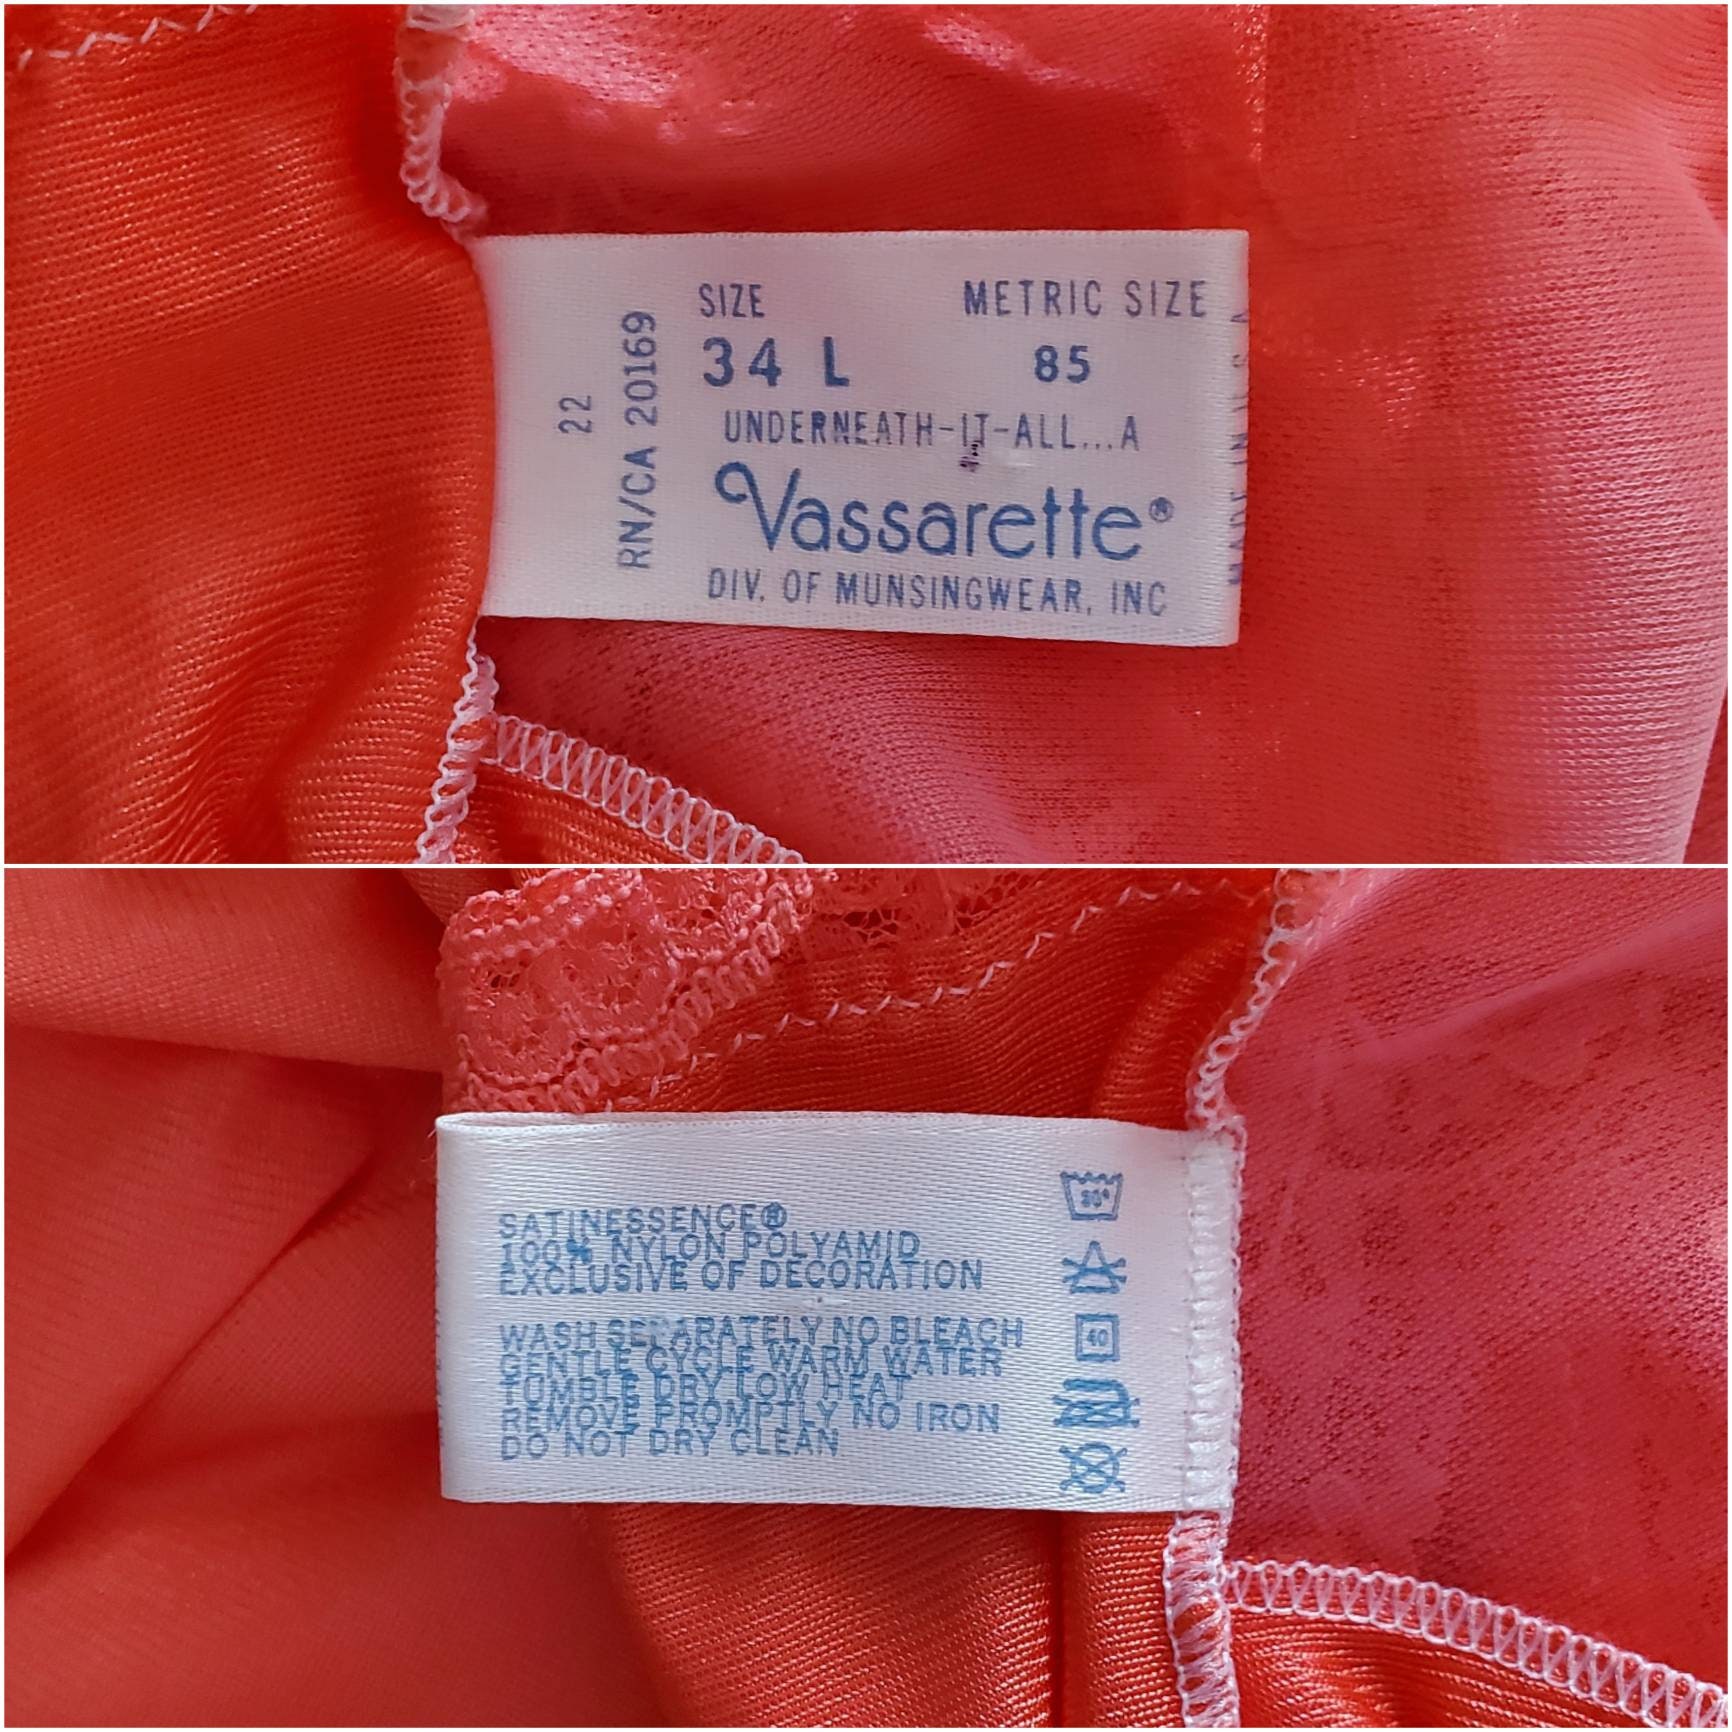 SIZE METRIC SIZE
34 L 85
UNDERNEATH-IT-ALL...A
Vassarette®
DIV. OF MUNSINGWEAR, INC
22
RN/CA 20169
MADE IN U.S.A
SATINESSENCE®
100% NYLON POLYAMID
EXCLUSIVE OF DECORATION
WASH SEPARATELY NO BLEACH
GENTLE CYCLE WARM WATER
TUMBLE DRY LOW HEAT
REMOVE PROMPTLY NO IRON
DO NOT DRY CLEAN
40